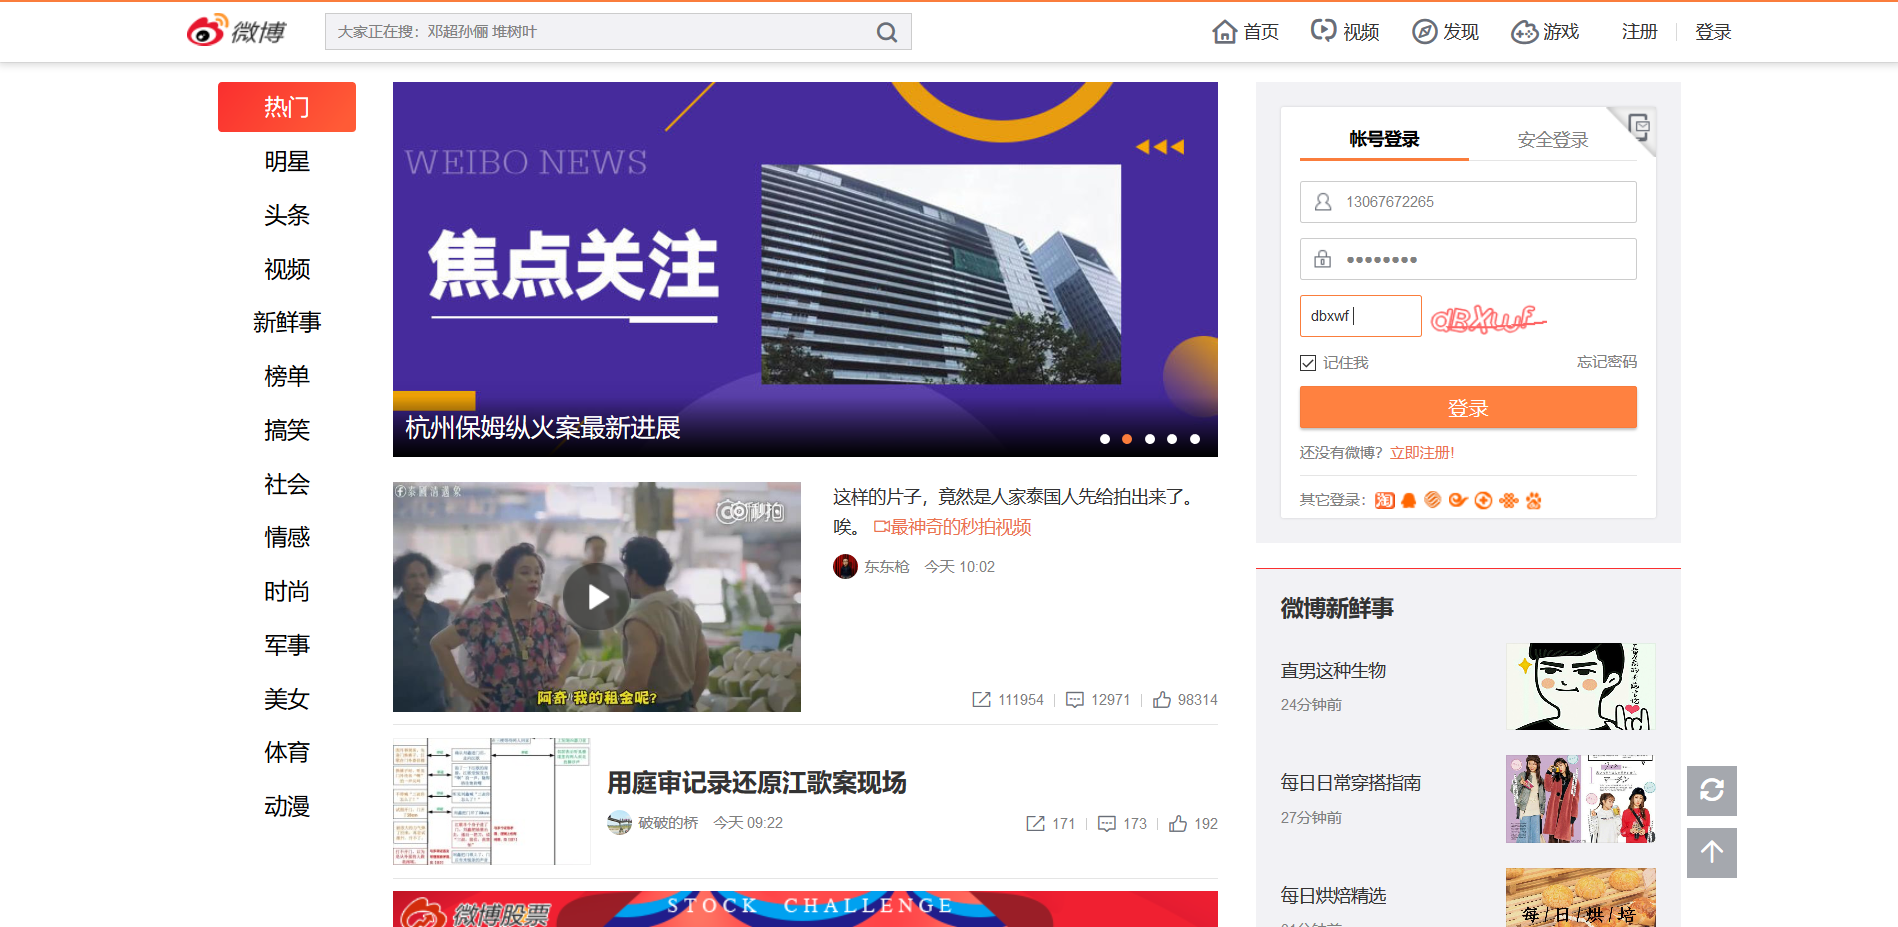 微博
大家正在搜：邓超孙俪 堆树叶
首页
视频
发现
游戏
注册
登录
热门
明星
头条
视频
新鲜事
榜单
搞笑
社会
情感
时尚
军事
美女
体育
动漫
WEIBO NEWS
焦点关注
杭州保姆纵火案最新进展
秒拍
阿奇 我的租金呢？
这样的片子，竟然是人家泰国人先给拍出来了。
唉。 最神奇的秒拍视频
东东枪 今天 10:02
111954 12971 98314
用庭审记录还原江歌案现场
破破的桥 今天 09:22
171 173 192
微博股票
STOCK CHALLENGE
帐号登录
安全登录
13067672265
dbxwf
dBXwf
记住我
忘记密码
登录
还没有微博？立即注册!
其它登录：
微博新鲜事
直男这种生物
24分钟前
每日日常穿搭指南
27分钟前
每日烘焙精选
每/日/烘/培